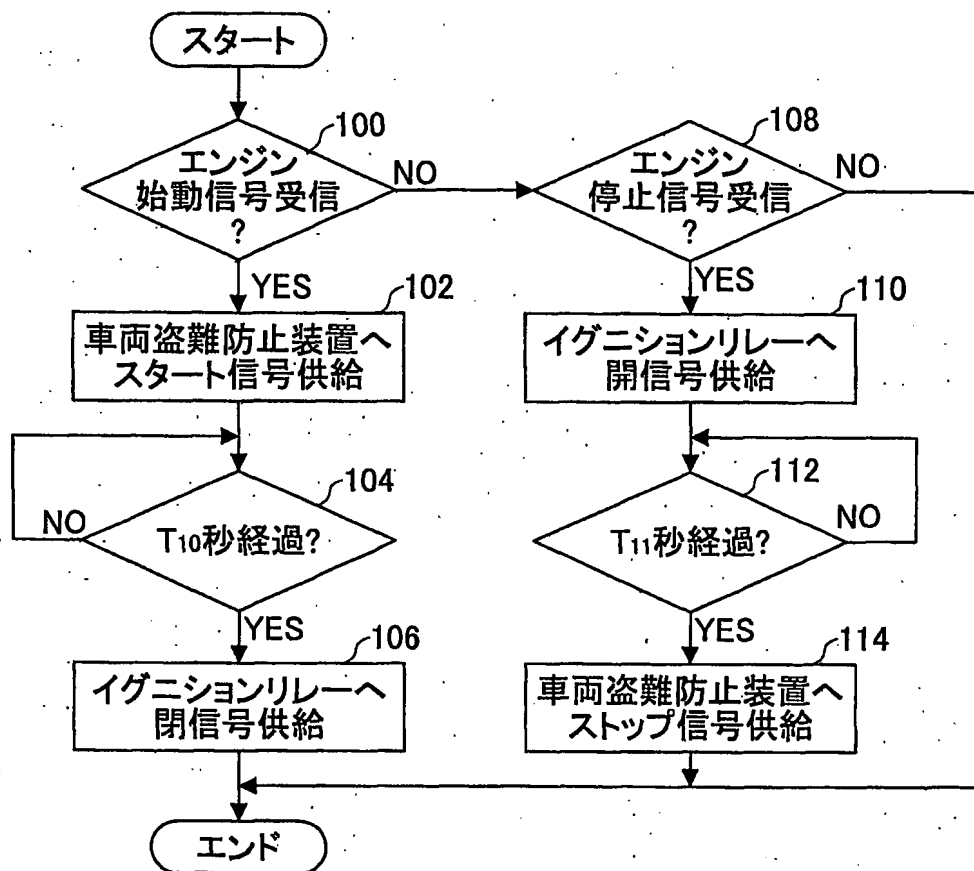 スタート
100
エンジン
始動信号受信
?
NO
YES
108
エンジン
停止信号受信
?
NO
YES
102
車両盗難防止装置へ
スタート信号供給
110
イグニションリレーへ
開信号供給
104
T10秒経過?
NO
YES
112
T11秒経過?
NO
YES
106
イグニションリレーへ
閉信号供給
114
車両盗難防止装置へ
ストップ信号供給
エンド